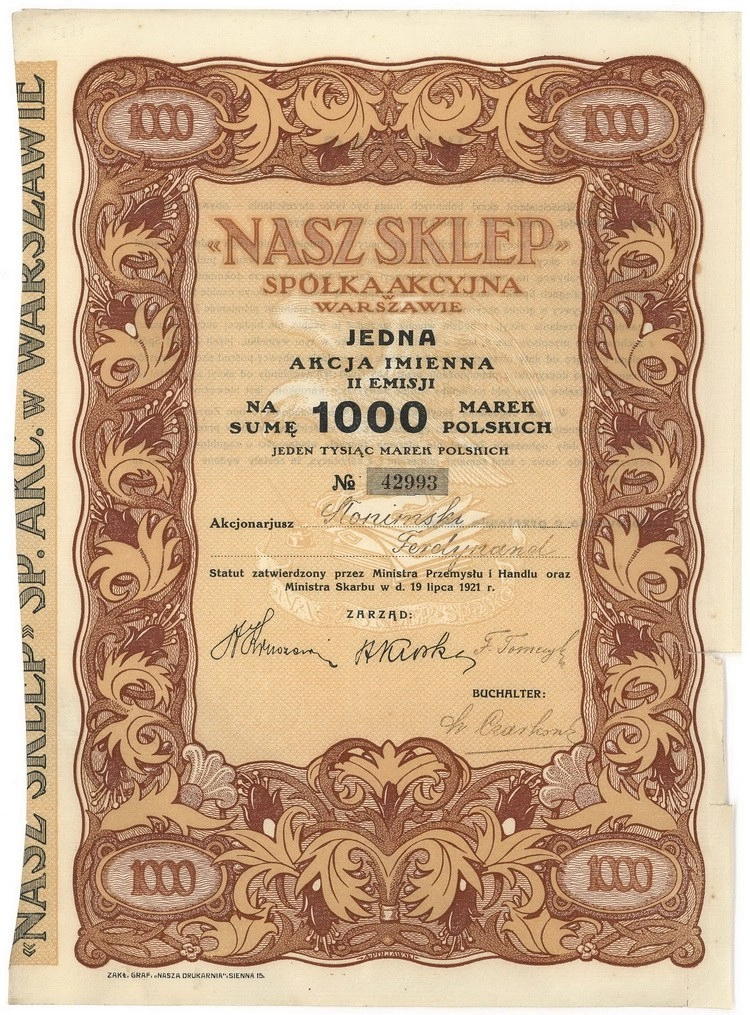 1000 1000
«NASZ SKLEP» SP. AKC. w WARSZAWIE
«NASZ SKLEP»
SPÓŁKA AKCYJNA
W
WARSZAWIE
JEDNA
AKCJA IMIENNA
II EMISJI
NA SUMĘ 1000 MAREK POLSKICH
JEDEN TYSIĄC MAREK POLSKICH
№ 42993
Akcjonarjusz Słonimski
Ferdynand
Statut zatwierdzony przez Ministra Przemysłu i Handlu oraz
Ministra Skarbu w d. 19 lipca 1921 r.
ZARZĄD:
BUCHALTER:
1000 1000
ZAKŁ. GRAF. „NASZA DRUKARNIA”, SIENNA 15.